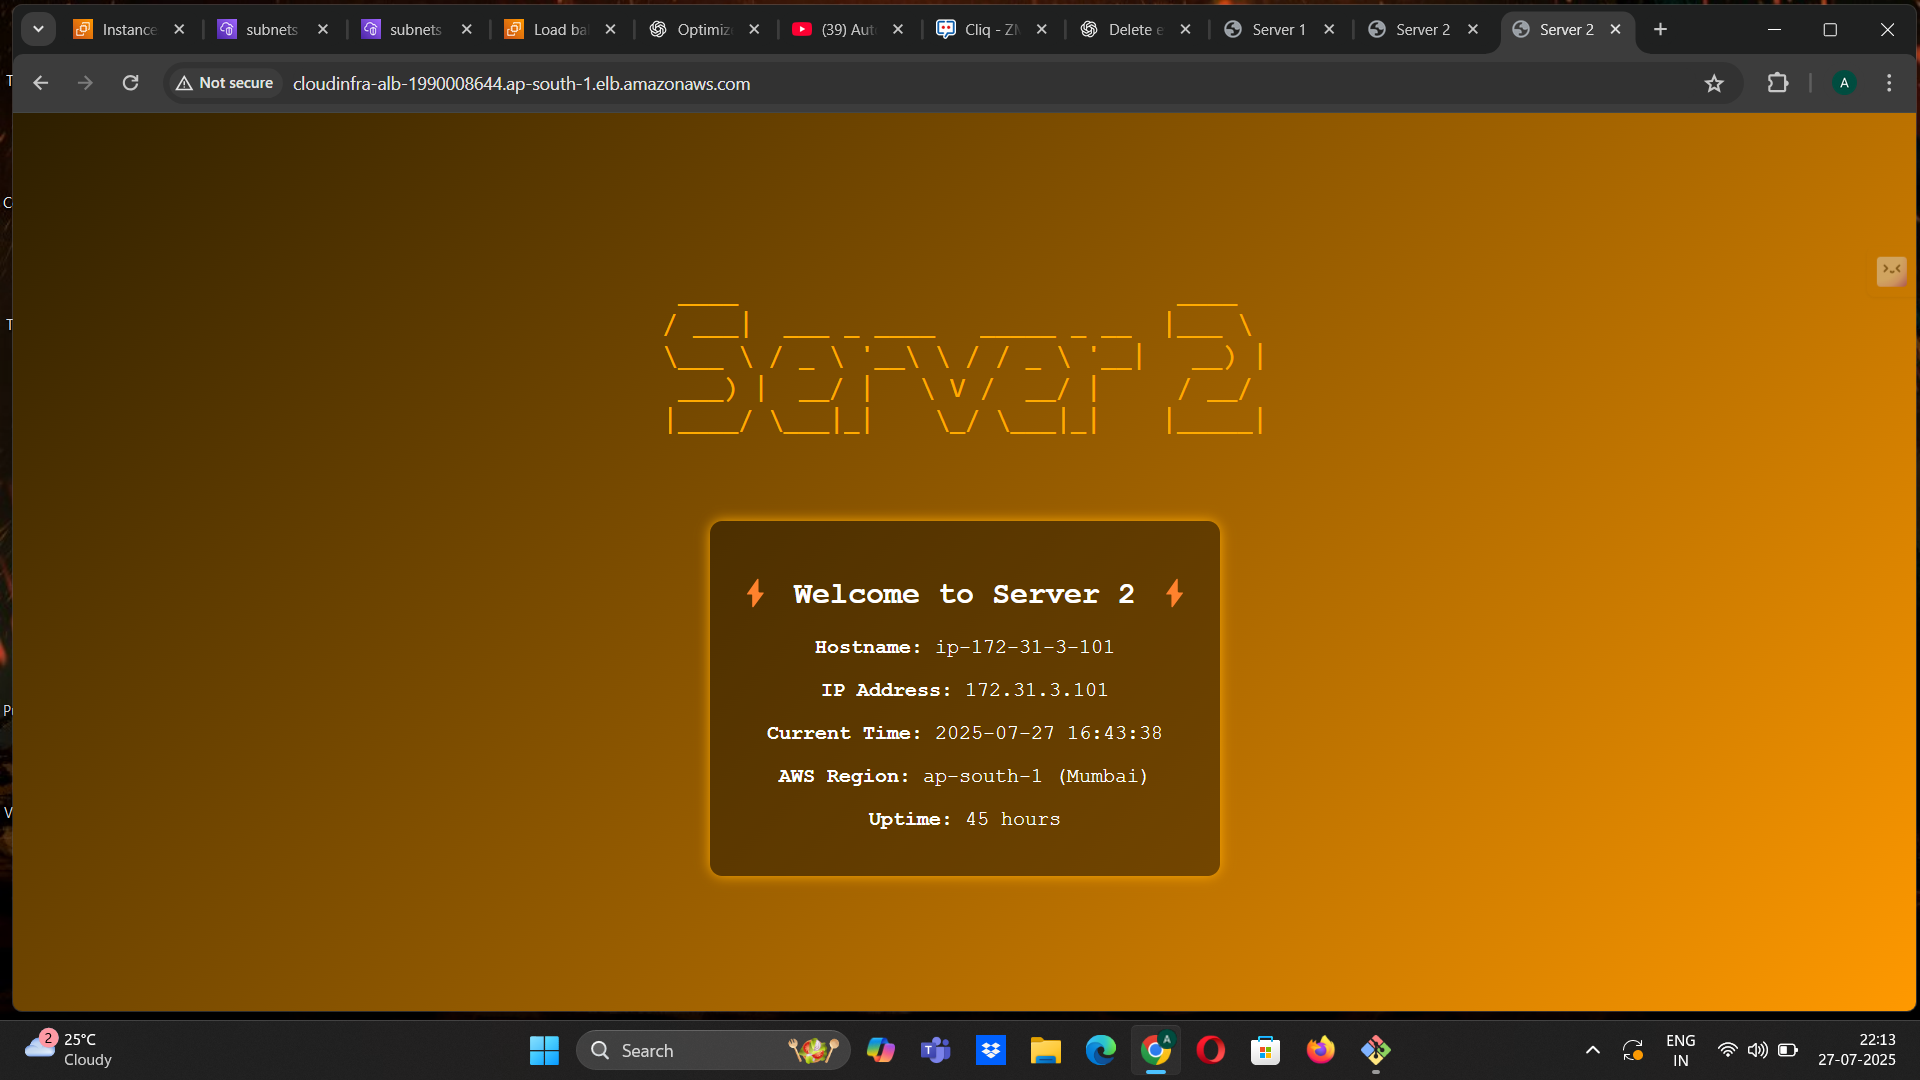 Instance
subnets
subnets
Load bal
Optimize
(39) Aut
Cliq - ZM
Delete e
Server 1
Server 2
Server 2
Not secure
cloudinfra-alb-1990008644.ap-south-1.elb.amazonaws.com
A
Server 2
Welcome to Server 2
Hostname: ip-172-31-3-101
IP Address: 172.31.3.101
Current Time: 2025-07-27 16:43:38
AWS Region: ap-south-1 (Mumbai)
Uptime: 45 hours
2
25°C
Cloudy
Search
A
ENG
IN
22:13
27-07-2025